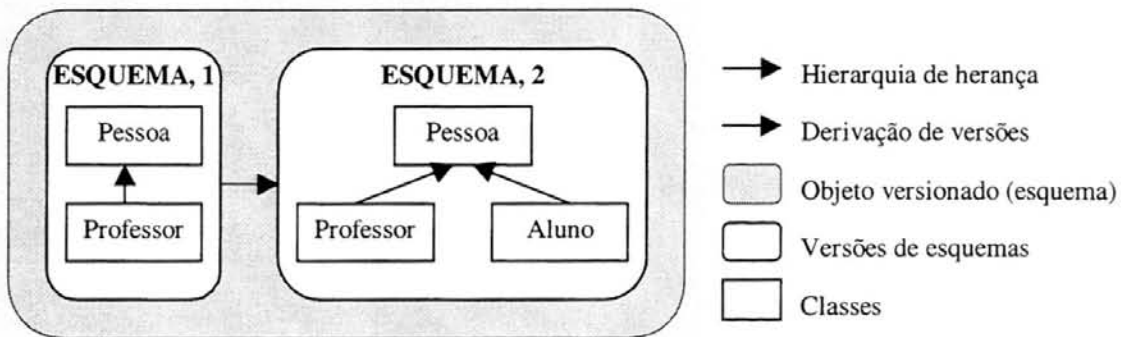 ESQUEMA, 1
Pessoa
Professor
ESQUEMA, 2
Pessoa
Professor
Aluno
Hierarquia de herança
Derivação de versões
Objeto versionado (esquema)
Versões de esquemas
Classes